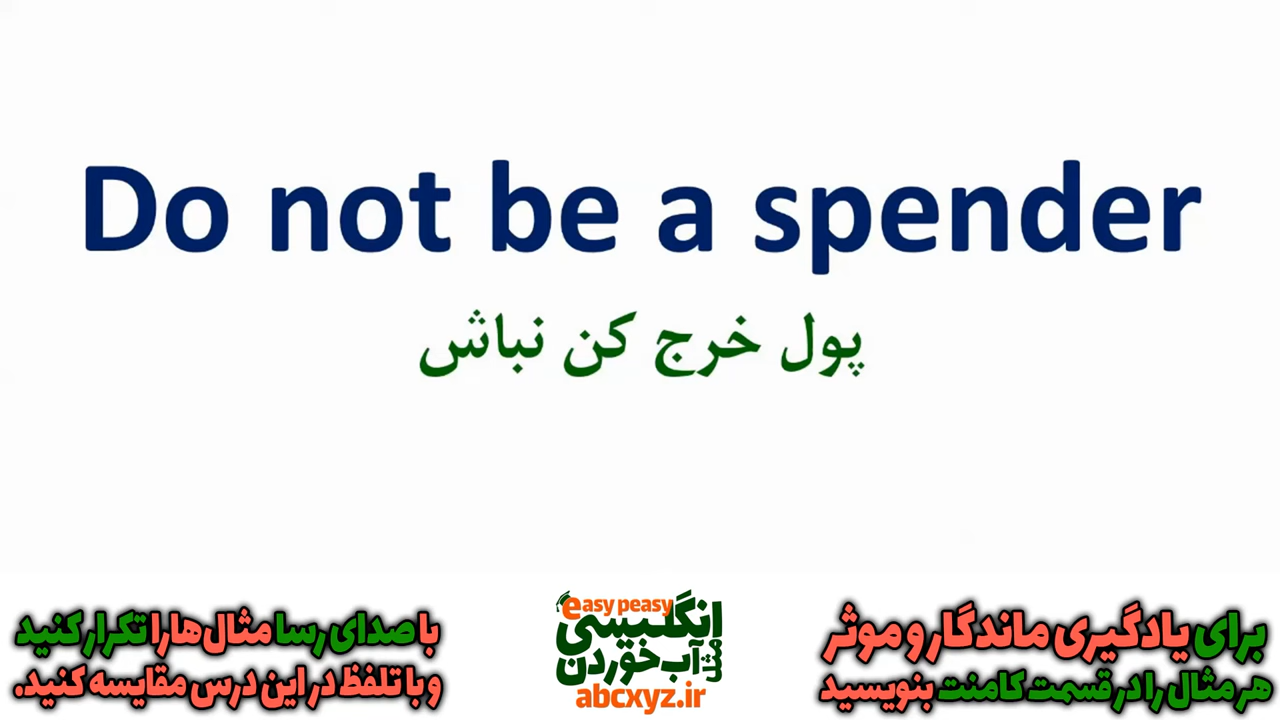 Do not be a spender
پول خرج کن نباش
برای یادگیری ماندگار و موثر
هر مثال را در قسمت کامنت بنویسید
easy peasy
انگلیسی
مثل آب خوردن
abcxyz.ir
با صدای رسا مثال‌ها را تکرار کنید
و با تلفظ در این درس مقایسه کنید.